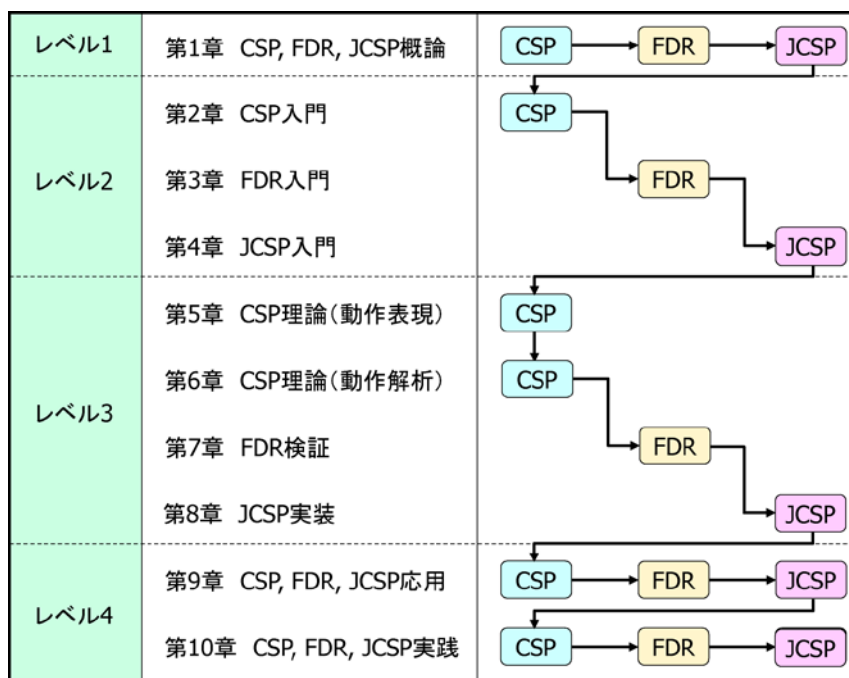 レベル1
第1章 CSP, FDR, JCSP概論
CSP
FDR
JCSP
レベル2
第2章 CSP入門
CSP
第3章 FDR入門
FDR
第4章 JCSP入門
JCSP
レベル3
第5章 CSP理論(動作表現)
CSP
第6章 CSP理論(動作解析)
CSP
第7章 FDR検証
FDR
第8章 JCSP実装
JCSP
レベル4
第9章 CSP, FDR, JCSP応用
CSP
FDR
JCSP
第10章 CSP, FDR, JCSP実践
CSP
FDR
JCSP